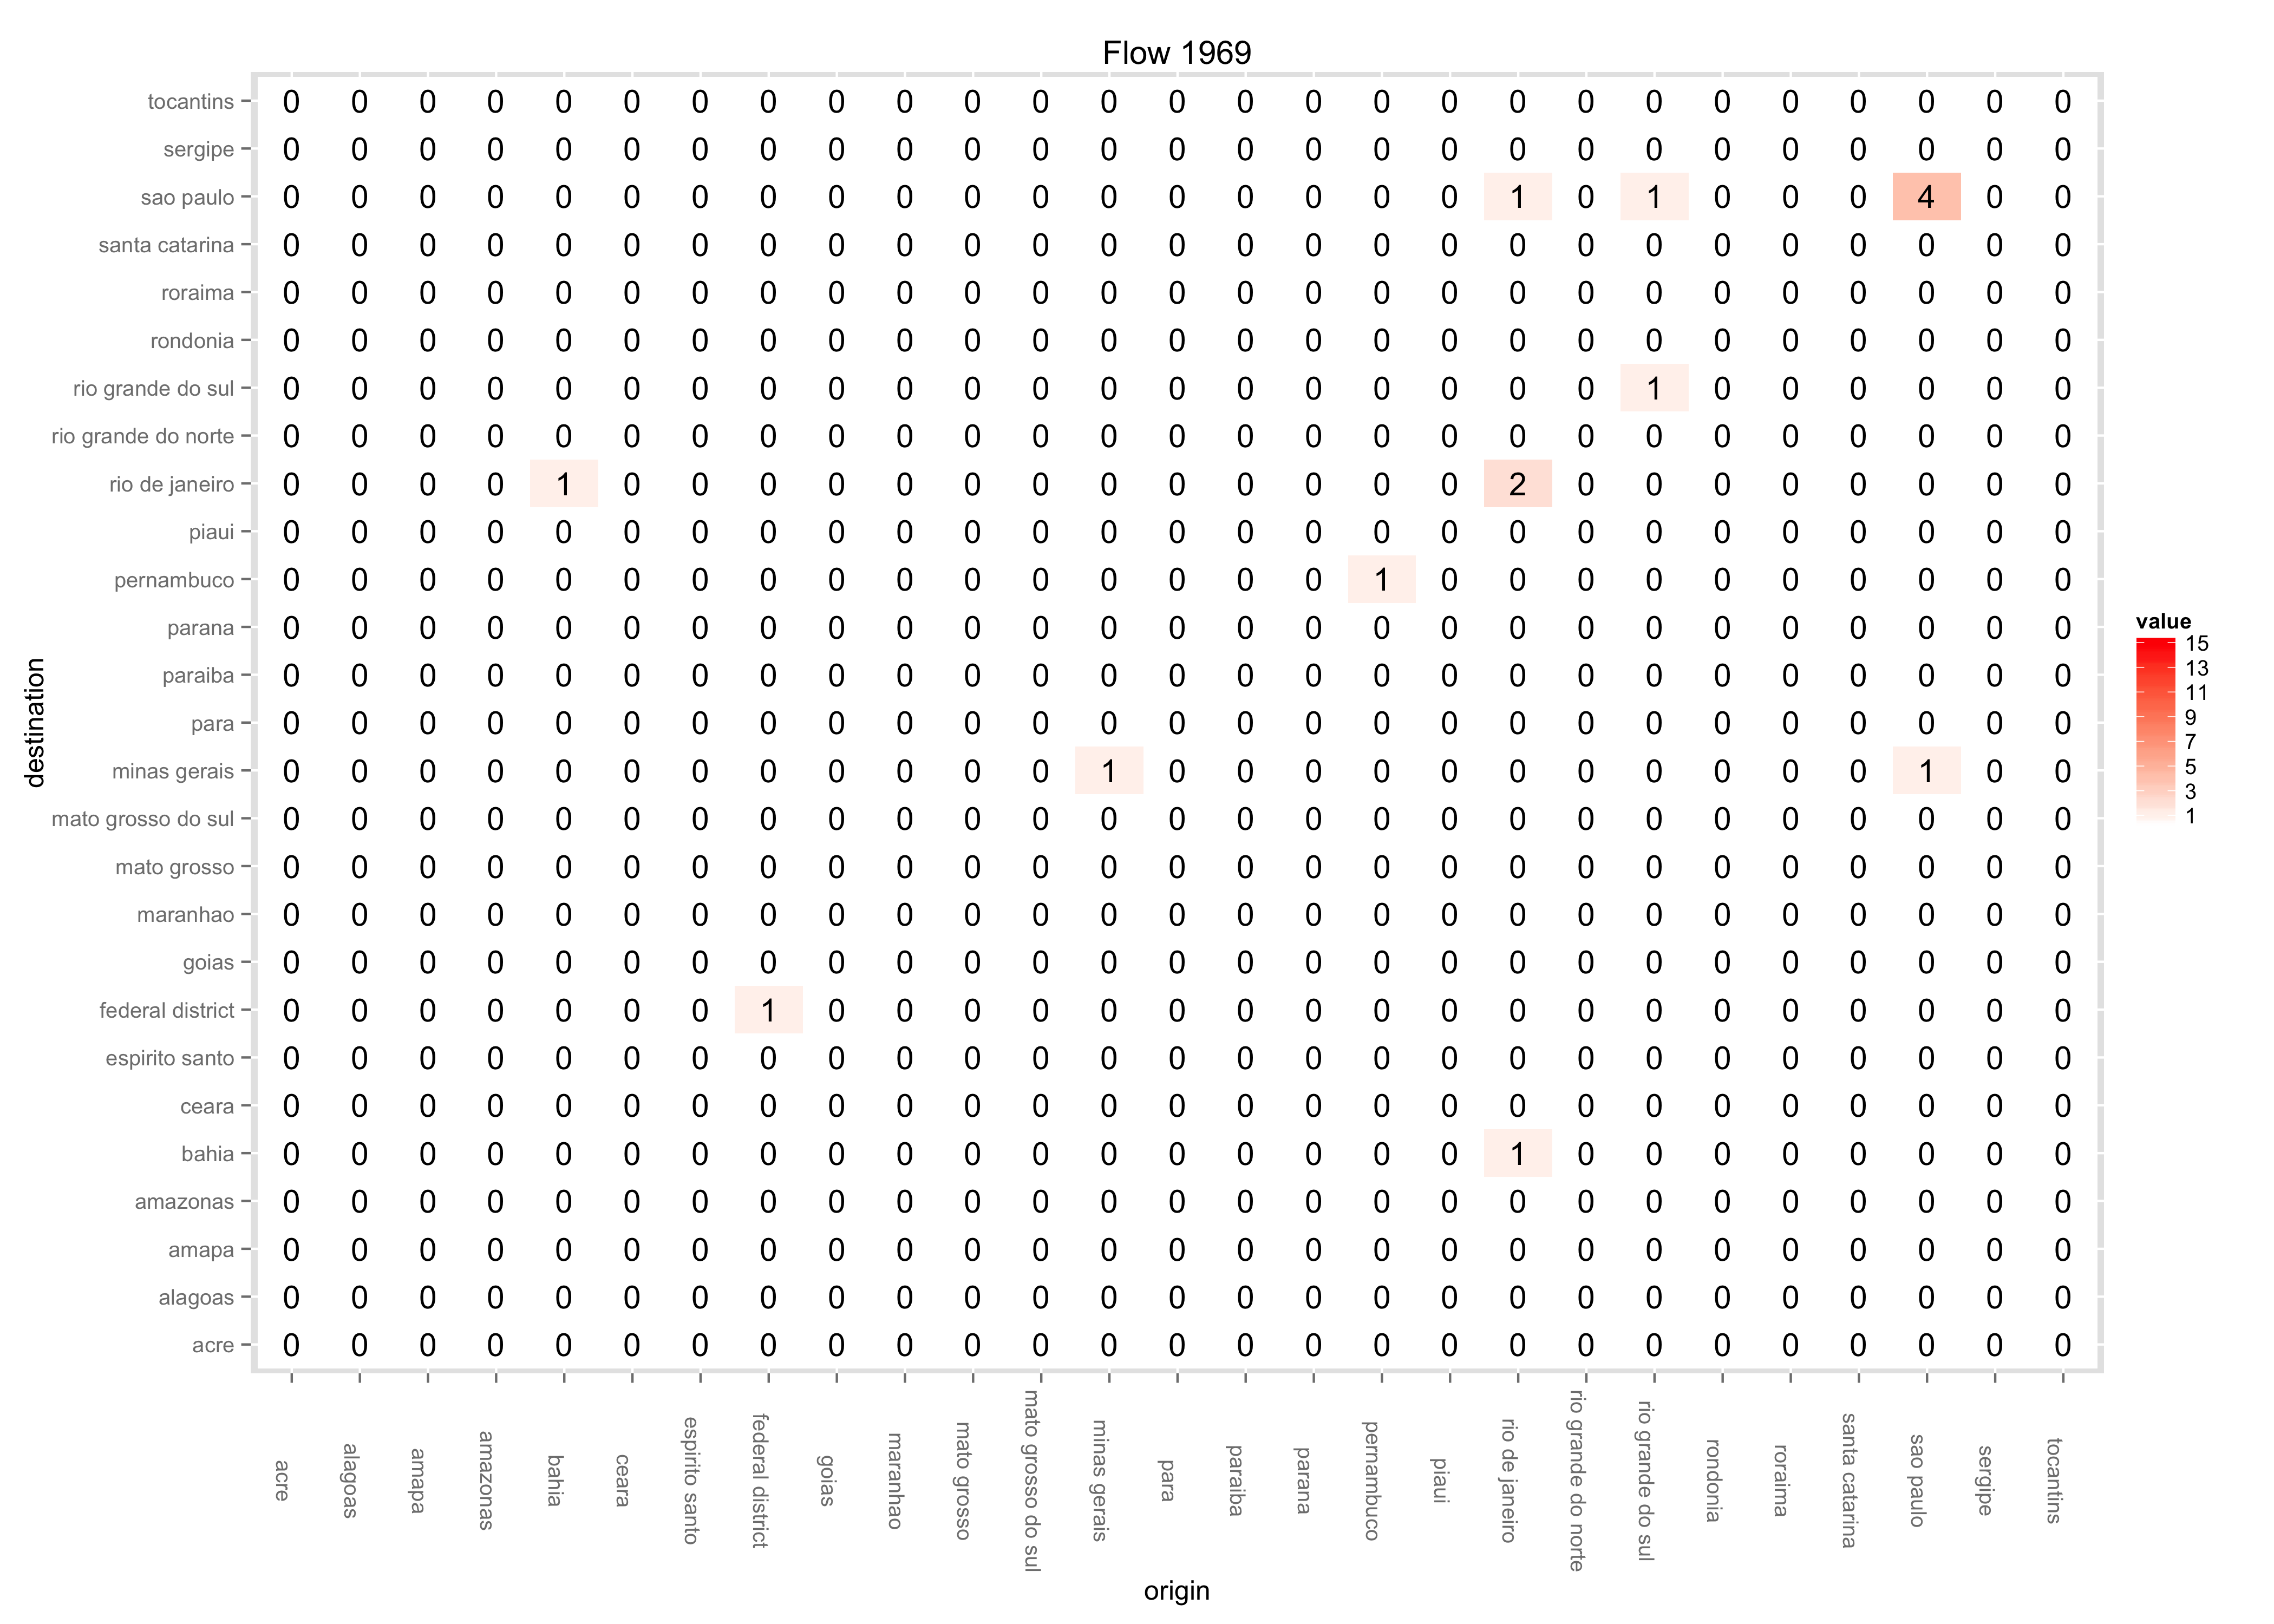 Flow 1969
tocantins 0 0 0 0 0 0 0 0 0 0 0 0 0 0 0 0 0 0 0 0 0 0 0 0 0 0 0
sergipe 0 0 0 0 0 0 0 0 0 0 0 0 0 0 0 0 0 0 0 0 0 0 0 0 0 0 0
sao paulo 0 0 0 0 0 0 0 0 0 0 0 0 0 0 0 0 0 0 1 0 1 0 0 0 4 0 0
santa catarina 0 0 0 0 0 0 0 0 0 0 0 0 0 0 0 0 0 0 0 0 0 0 0 0 0 0 0
roraima 0 0 0 0 0 0 0 0 0 0 0 0 0 0 0 0 0 0 0 0 0 0 0 0 0 0 0
rondonia 0 0 0 0 0 0 0 0 0 0 0 0 0 0 0 0 0 0 0 0 0 0 0 0 0 0 0
rio grande do sul 0 0 0 0 0 0 0 0 0 0 0 0 0 0 0 0 0 0 0 0 1 0 0 0 0 0 0
rio grande do norte 0 0 0 0 0 0 0 0 0 0 0 0 0 0 0 0 0 0 0 0 0 0 0 0 0 0 0
rio de janeiro 0 0 0 0 1 0 0 0 0 0 0 0 0 0 0 0 0 0 2 0 0 0 0 0 0 0 0
piaui 0 0 0 0 0 0 0 0 0 0 0 0 0 0 0 0 0 0 0 0 0 0 0 0 0 0 0
pernambuco 0 0 0 0 0 0 0 0 0 0 0 0 0 0 0 0 1 0 0 0 0 0 0 0 0 0 0
parana 0 0 0 0 0 0 0 0 0 0 0 0 0 0 0 0 0 0 0 0 0 0 0 0 0 0 0
paraiba 0 0 0 0 0 0 0 0 0 0 0 0 0 0 0 0 0 0 0 0 0 0 0 0 0 0 0
para 0 0 0 0 0 0 0 0 0 0 0 0 0 0 0 0 0 0 0 0 0 0 0 0 0 0 0
minas gerais 0 0 0 0 0 0 0 0 0 0 0 0 1 0 0 0 0 0 0 0 0 0 0 0 1 0 0
mato grosso do sul 0 0 0 0 0 0 0 0 0 0 0 0 0 0 0 0 0 0 0 0 0 0 0 0 0 0 0
mato grosso 0 0 0 0 0 0 0 0 0 0 0 0 0 0 0 0 0 0 0 0 0 0 0 0 0 0 0
maranhao 0 0 0 0 0 0 0 0 0 0 0 0 0 0 0 0 0 0 0 0 0 0 0 0 0 0 0
goias 0 0 0 0 0 0 0 0 0 0 0 0 0 0 0 0 0 0 0 0 0 0 0 0 0 0 0
federal district 0 0 0 0 0 0 0 1 0 0 0 0 0 0 0 0 0 0 0 0 0 0 0 0 0 0 0
espirito santo 0 0 0 0 0 0 0 0 0 0 0 0 0 0 0 0 0 0 0 0 0 0 0 0 0 0 0
ceara 0 0 0 0 0 0 0 0 0 0 0 0 0 0 0 0 0 0 0 0 0 0 0 0 0 0 0
bahia 0 0 0 0 0 0 0 0 0 0 0 0 0 0 0 0 0 0 1 0 0 0 0 0 0 0 0
amazonas 0 0 0 0 0 0 0 0 0 0 0 0 0 0 0 0 0 0 0 0 0 0 0 0 0 0 0
amapa 0 0 0 0 0 0 0 0 0 0 0 0 0 0 0 0 0 0 0 0 0 0 0 0 0 0 0
alagoas 0 0 0 0 0 0 0 0 0 0 0 0 0 0 0 0 0 0 0 0 0 0 0 0 0 0 0
acre 0 0 0 0 0 0 0 0 0 0 0 0 0 0 0 0 0 0 0 0 0 0 0 0 0 0 0
destination
acre
alagoas
amapa
amazonas
bahia
ceara
espirito santo
federal district
goias
maranhao
mato grosso
mato grosso do sul
minas gerais
para
paraiba
parana
pernambuco
piaui
rio de janeiro
rio grande do norte
rio grande do sul
rondonia
roraima
santa catarina
sao paulo
sergipe
tocantins
origin
value
15
13
11
9
7
5
3
1